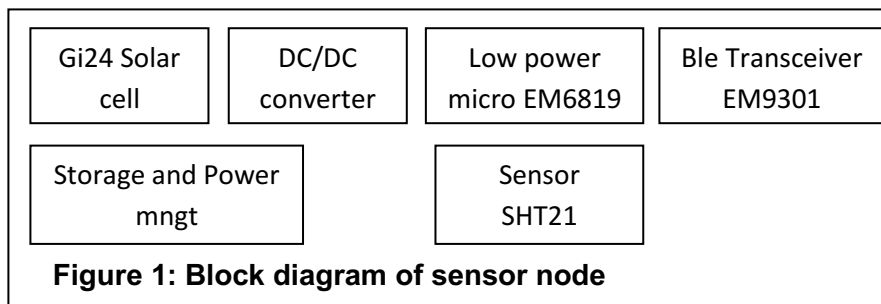 Gi24 Solar
cell
DC/DC
converter
Low power
micro EM6819
Ble Transceiver
EM9301
Storage and Power
mngt
Sensor
SHT21
Figure 1: Block diagram of sensor node